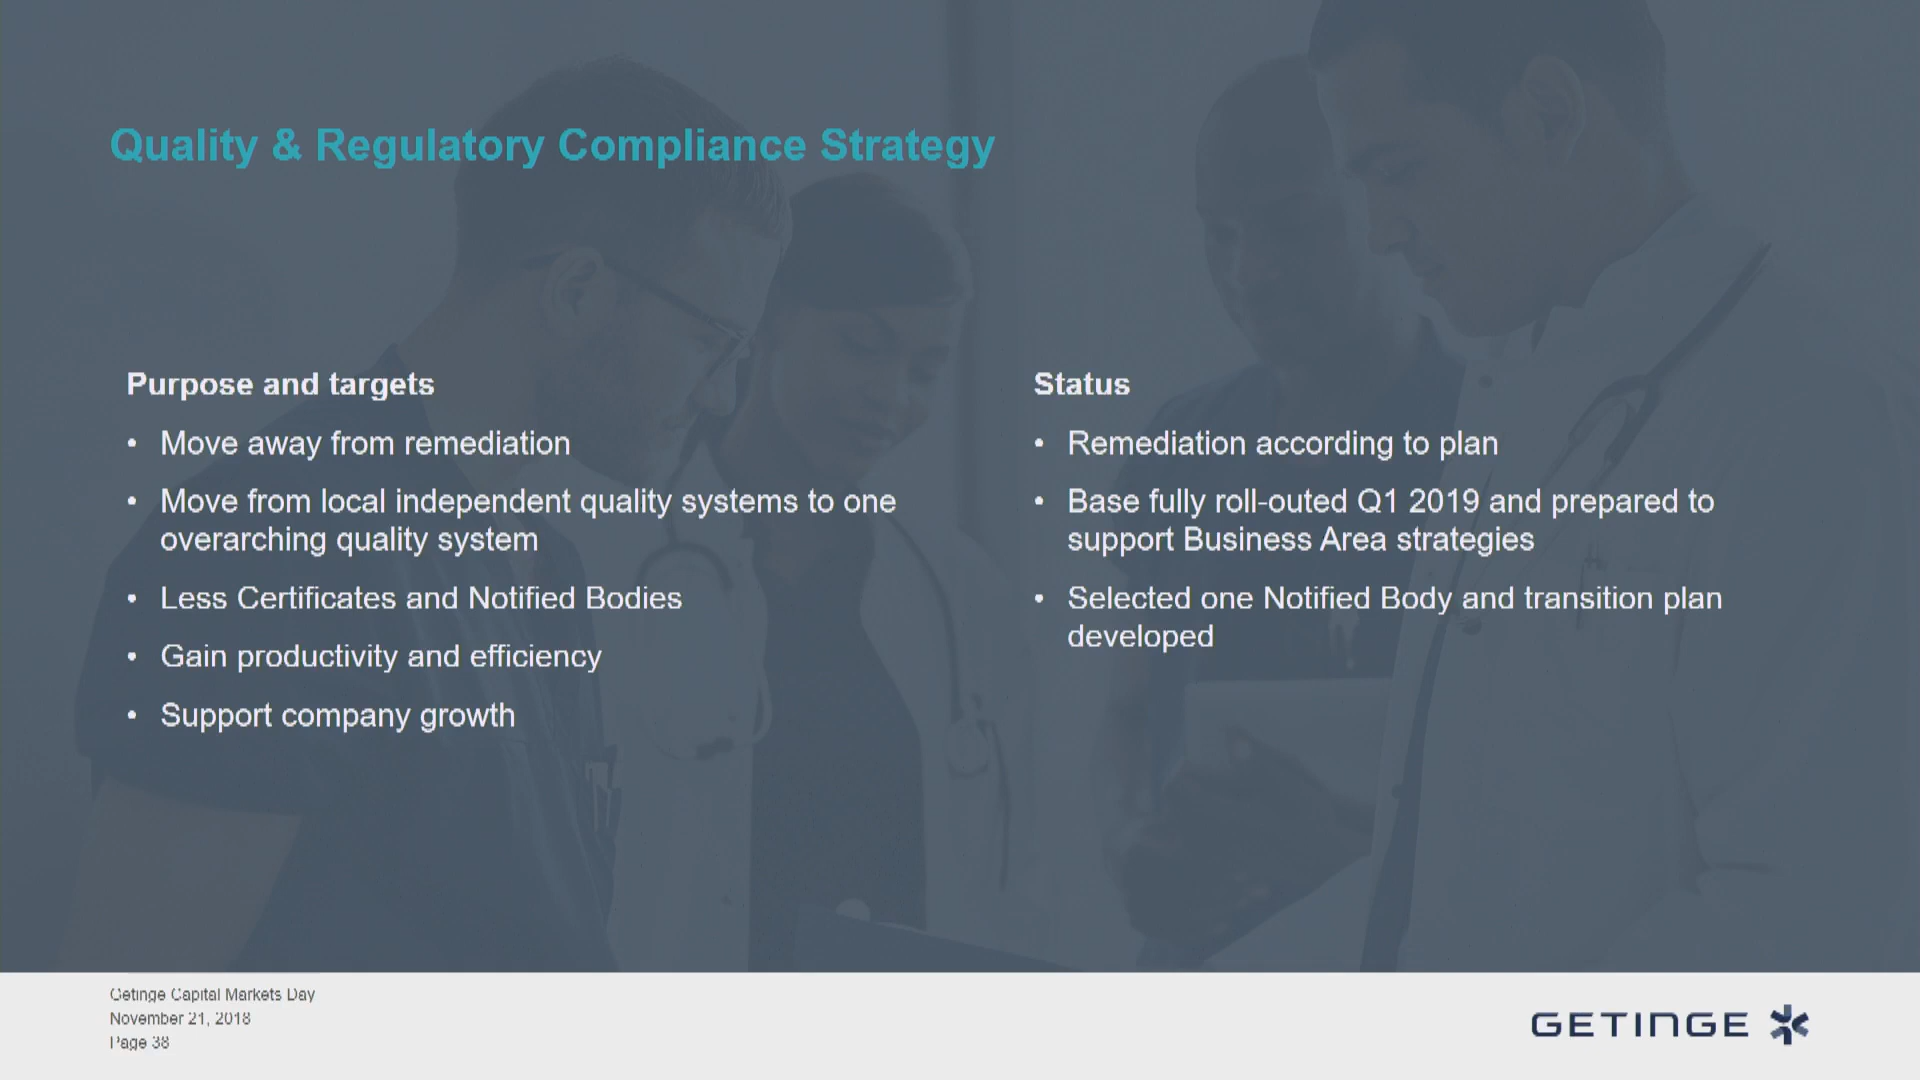 Quality & Regulatory Compliance Strategy
Purpose and targets
• Move away from remediation
• Move from local independent quality systems to one
overarching quality system
• Less Certificates and Notified Bodies
• Gain productivity and efficiency
• Support company growth
Status
• Remediation according to plan
• Base fully roll-outed Q1 2019 and prepared to
support Business Area strategies
• Selected one Notified Body and transition plan
developed
Getinge Capital Markets Day
November 21, 2018
Page 38
GETINGE